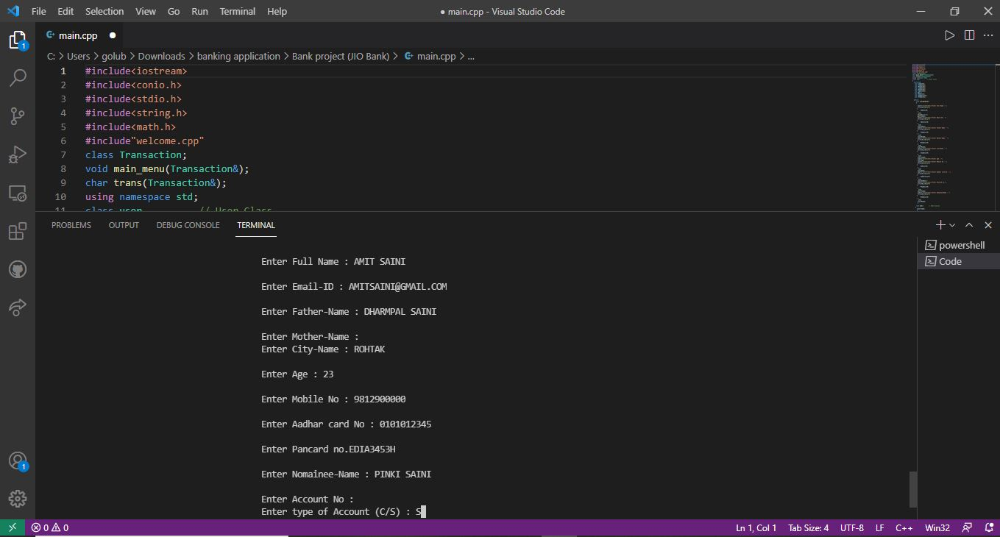 File Edit Selection View Go Run Terminal Help
● main.cpp - Visual Studio Code
1
main.cpp ●
C: > Users > golub > Downloads > banking application > Bank project (JIO Bank) > main.cpp > ...
1 #include<iostream>
2 #include<conio.h>
3 #include<stdio.h>
4 #include<string.h>
5 #include<math.h>
6 #include"welcome.cpp"
7 class Transaction;
8 void main_menu(Transaction&);
9 char trans(Transaction&);
10 using namespace std;
11 class user // User Class
PROBLEMS OUTPUT DEBUG CONSOLE TERMINAL
powershell
Code
Enter Full Name : AMIT SAINI
Enter Email-ID : AMITSAINI@GMAIL.COM
Enter Father-Name : DHARMPAL SAINI
Enter Mother-Name :
Enter City-Name : ROHTAK
Enter Age : 23
Enter Mobile No : 9812900000
Enter Aadhar card No : 0101012345
Enter Pancard no.EDIA3453H
Enter Nomainee-Name : PINKI SAINI
Enter Account No :
Enter type of Account (C/S) : S
1
0 0 Ln 1, Col 1 Tab Size: 4 UTF-8 LF C++ Win32